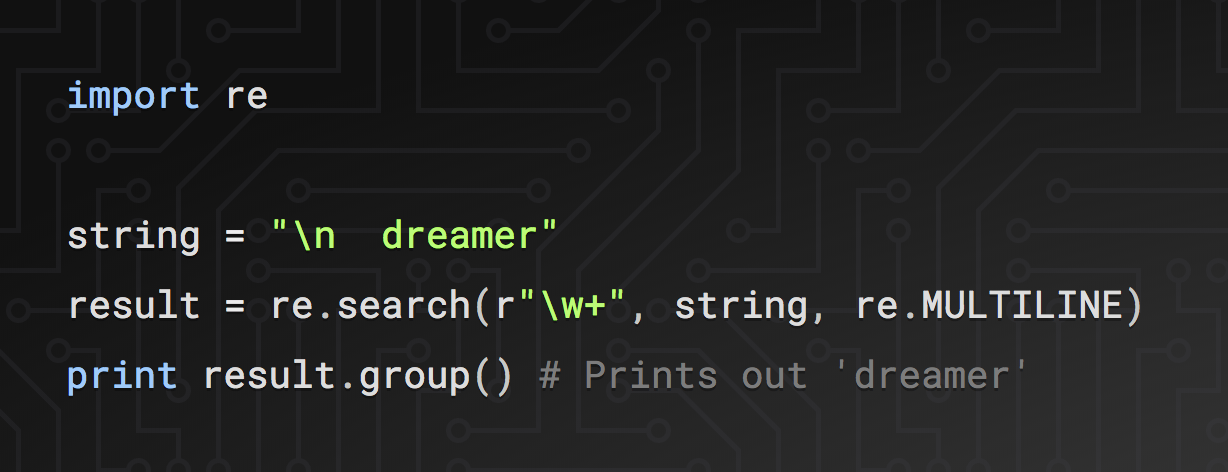 import re
string = "\n  dreamer"
result = re.search(r"\w+", string, re.MULTILINE)
print result.group() # Prints out 'dreamer'